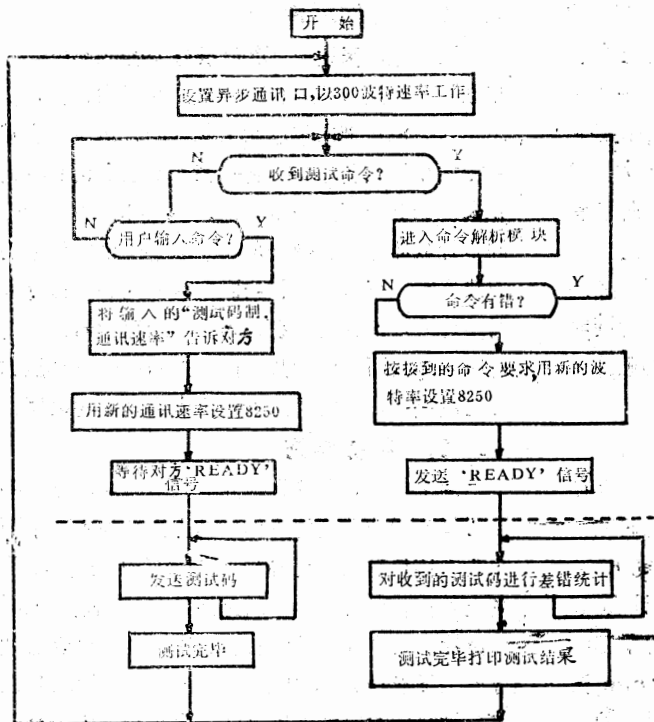 开 始
设置异步通讯口,以300波特速率工作
N
Y
收到测试命令?
N
用户输入命令?
Y
进入命令解析模块
N
命令有错?
Y
将输入的“测试码制,
通讯速率”告诉对方
按接到的命令要求,用新的波
特率设置8250
用新的通讯速率设置8250
等待对方‘READY’
信号
发送‘READY’信号
发送测试码
对收到的测试码进行差错统计
测试完毕
测试完毕打印测试结果